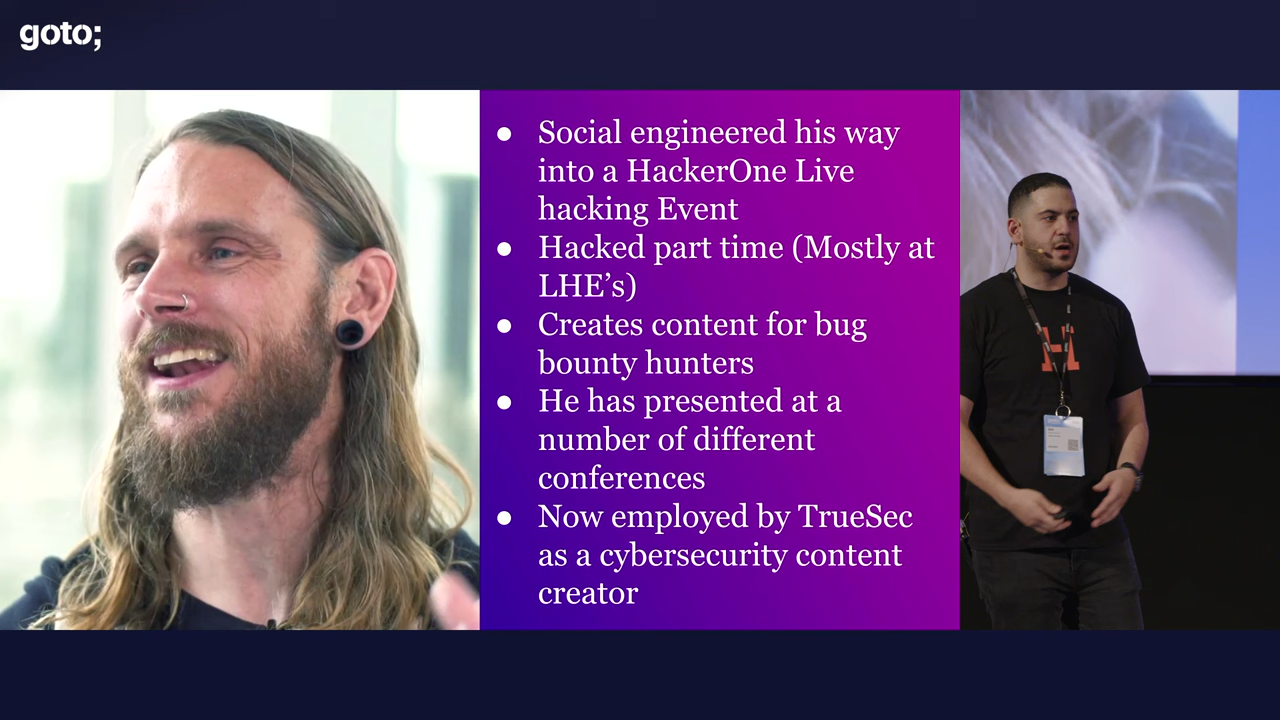 goto;
● Social engineered his way
into a HackerOne Live
hacking Event
● Hacked part time (Mostly at
LHE’s)
● Creates content for bug
bounty hunters
● He has presented at a
number of different
conferences
● Now employed by TrueSec
as a cybersecurity content
creator
H